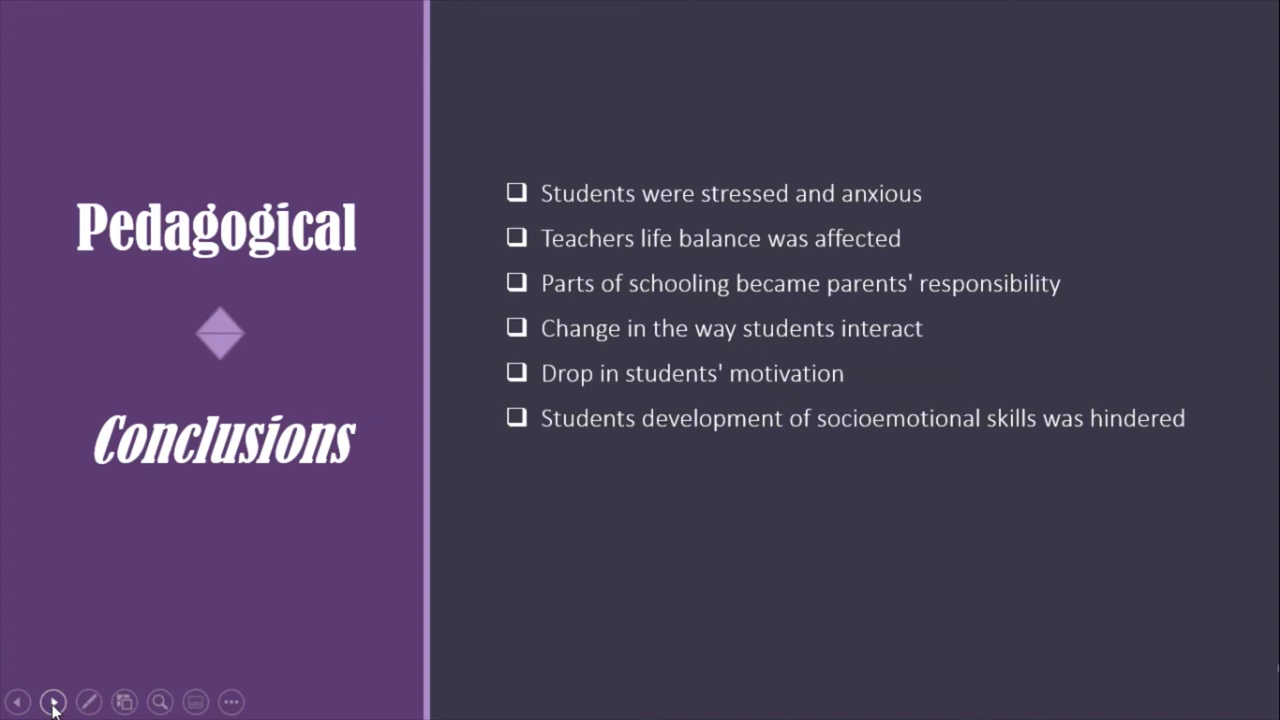 Pedagogical
Conclusions
Students were stressed and anxious
Teachers life balance was affected
Parts of schooling became parents' responsibility
Change in the way students interact
Drop in students' motivation
Students development of socioemotional skills was hindered